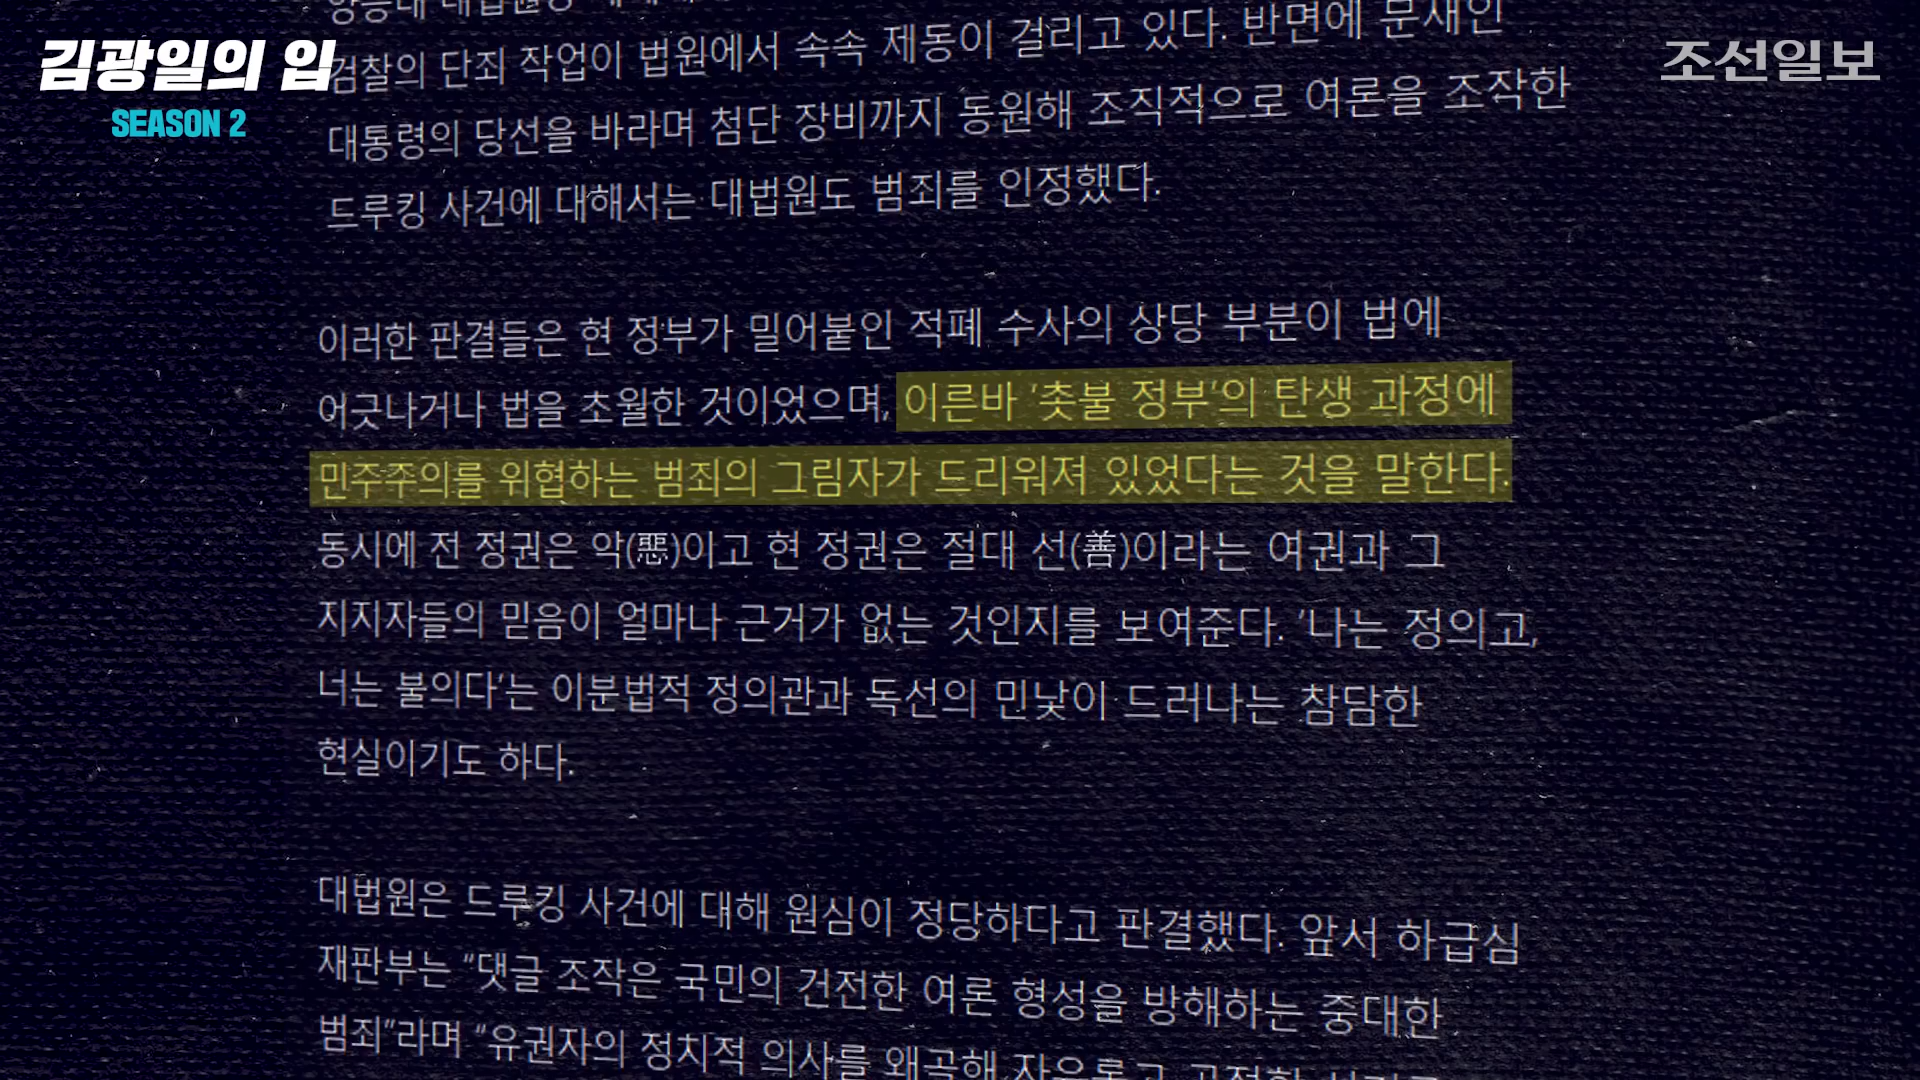 김광일의 입
SEASON 2
조선일보
검찰의 단죄 작업이 법원에서 속속 제동이 걸리고 있다. 반면에 문재인
대통령의 당선을 바라며 첨단 장비까지 동원해 조직적으로 여론을 조작한
드루킹 사건에 대해서는 대법원도 범죄를 인정했다.
이러한 판결들은 현 정부가 밀어붙인 적폐 수사의 상당 부분이 법에
어긋나거나 법을 초월한 것이었으며, 이른바 '촛불 정부'의 탄생 과정에
민주주의를 위협하는 범죄의 그림자가 드리워져 있었다는 것을 말한다.
동시에 전 정권은 악(惡)이고 현 정권은 절대 선(善)이라는 여권과 그
지지자들의 믿음이 얼마나 근거가 없는 것인지를 보여준다. '나는 정의고,
너는 불의다'는 이분법적 정의관과 독선의 민낯이 드러나는 참담한
현실이기도 하다.
대법원은 드루킹 사건에 대해 원심이 정당하다고 판결했다. 앞서 하급심
재판부는 "댓글 조작은 국민의 건전한 여론 형성을 방해하는 중대한
범죄"라며 "유권자의 정치적 의사를 왜곡해